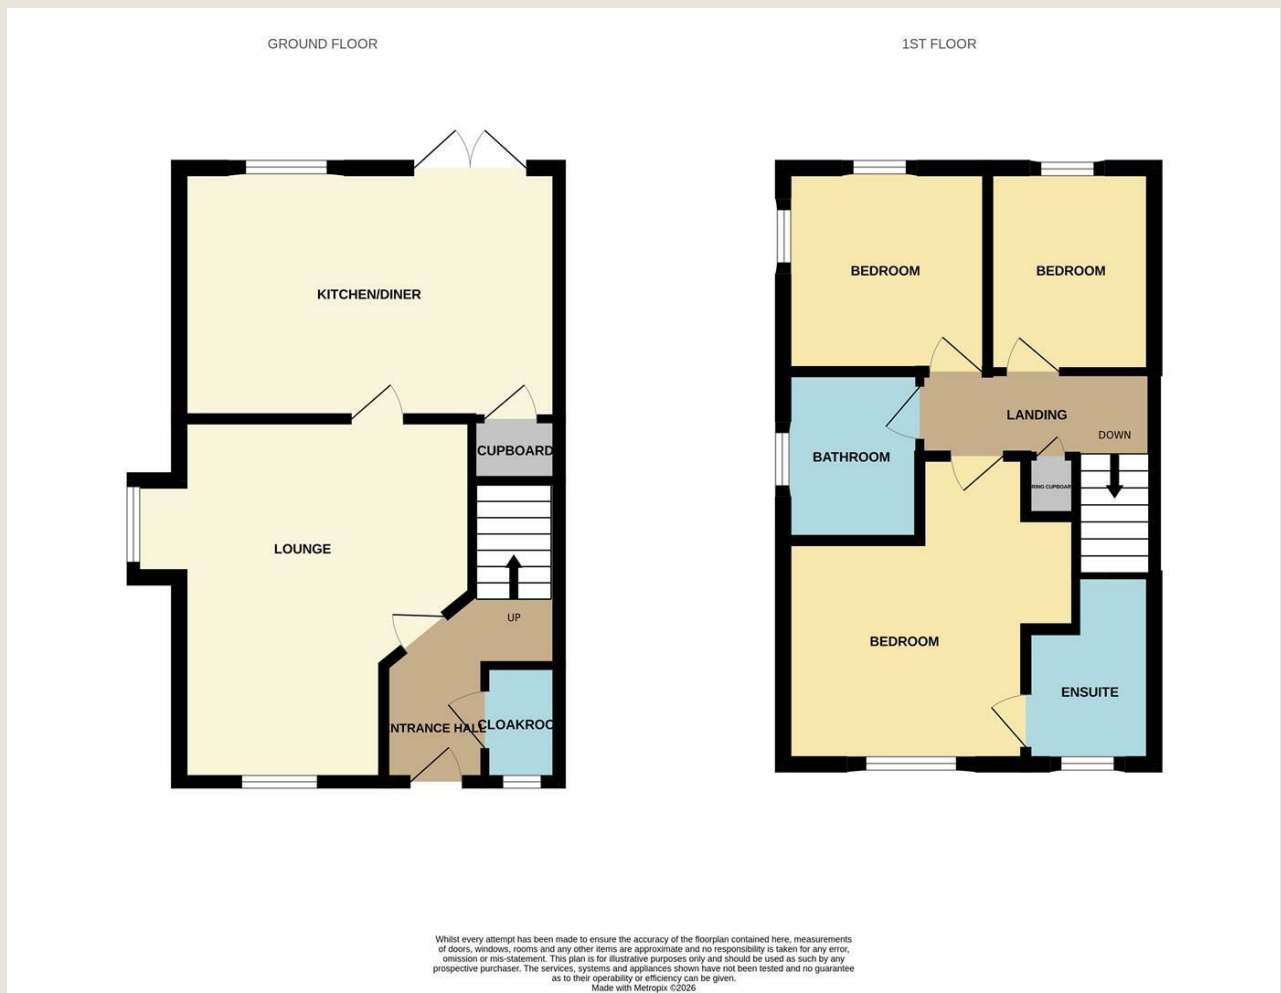 GROUND FLOOR
1ST FLOOR
KITCHEN/DINER
CUPBOARD
LOUNGE
UP
ENTRANCE HALL
CLOAKROO
BEDROOM
BEDROOM
LANDING
DOWN
BATHROOM
RING CUPBOAR
BEDROOM
ENSUITE
Whilst every attempt has been made to ensure the accuracy of the floorplan contained here, measurements
of doors, windows, rooms and any other items are approximate and no responsibility is taken for any error,
omission or mis-statement. This plan is for illustrative purposes only and should be used as such by any
prospective purchaser. The services, systems and appliances shown have not been tested and no guarantee
as to their operability or efficiency can be given.
Made with Metropix ©2026